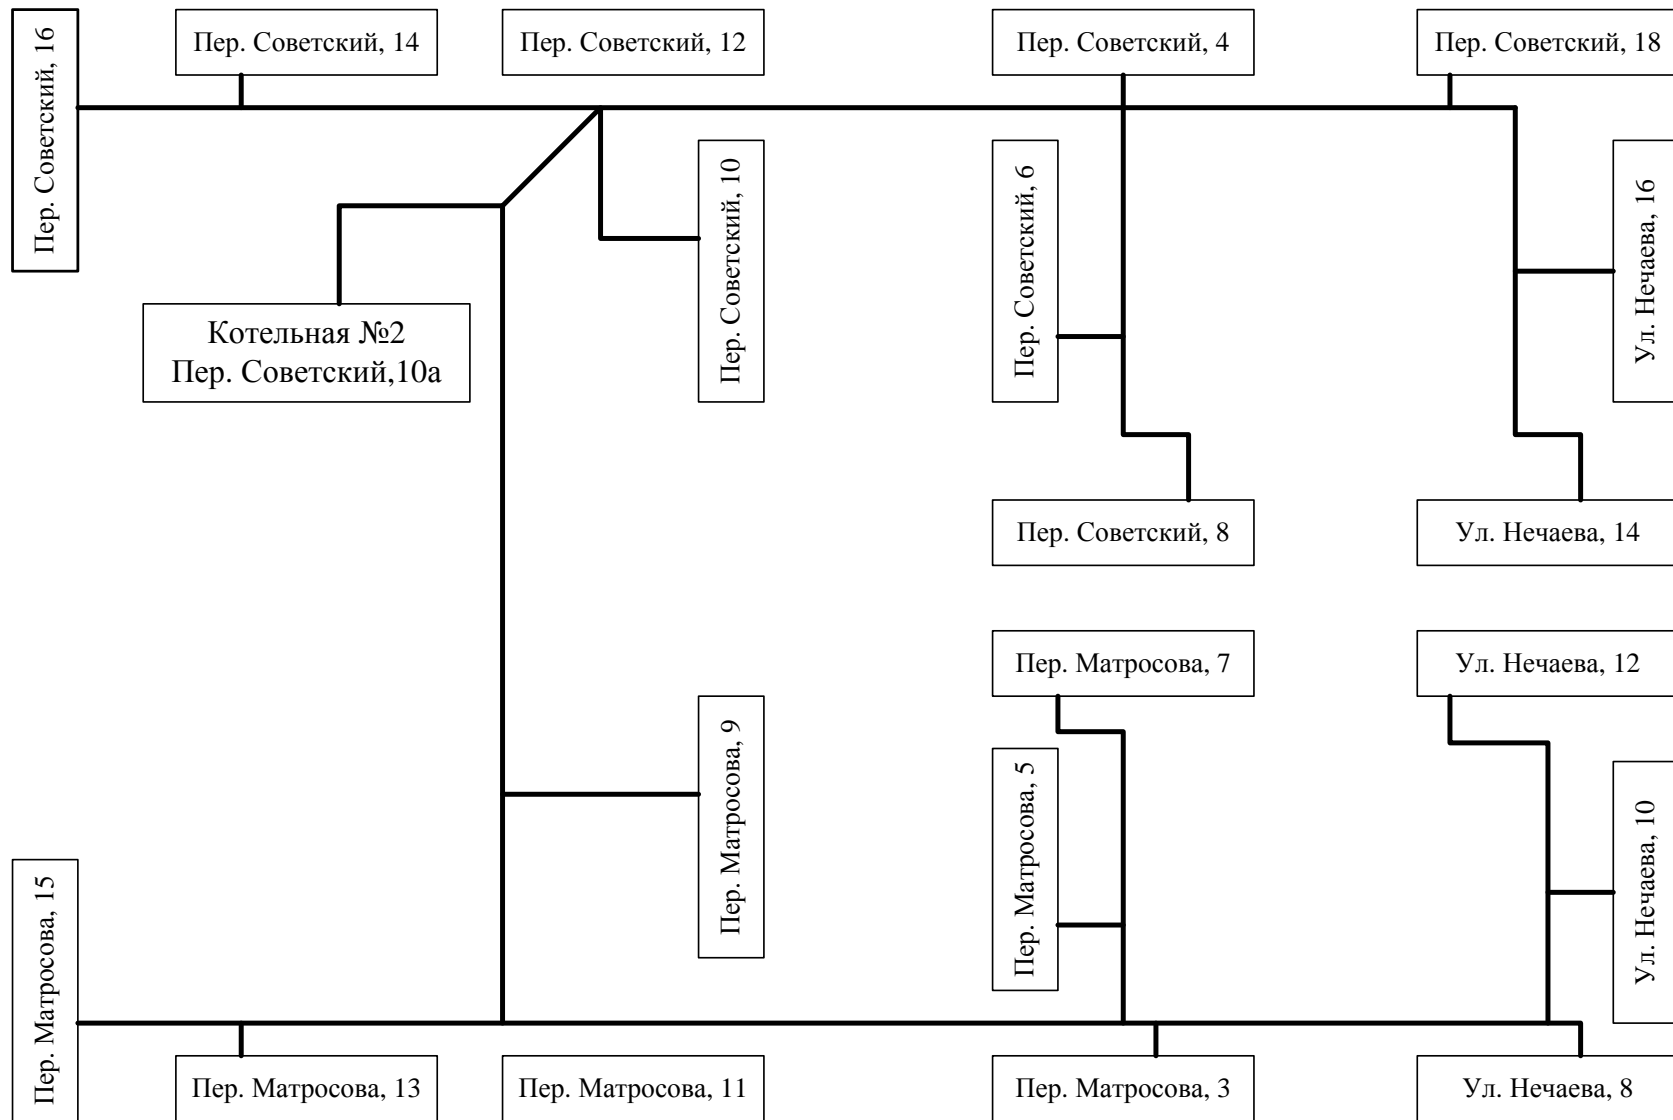 Пер. Советский, 16
Пер. Советский, 14
Пер. Советский, 12
Пер. Советский, 4
Пер. Советский, 18
Пер. Советский, 10
Пер. Советский, 6
Ул. Нечаева, 16
Котельная №2
Пер. Советский,10а
Пер. Советский, 8
Ул. Нечаева, 14
Пер. Матросова, 7
Ул. Нечаева, 12
Пер. Матросова, 9
Пер. Матросова, 5
Ул. Нечаева, 10
Пер. Матросова, 15
Пер. Матросова, 13
Пер. Матросова, 11
Пер. Матросова, 3
Ул. Нечаева, 8